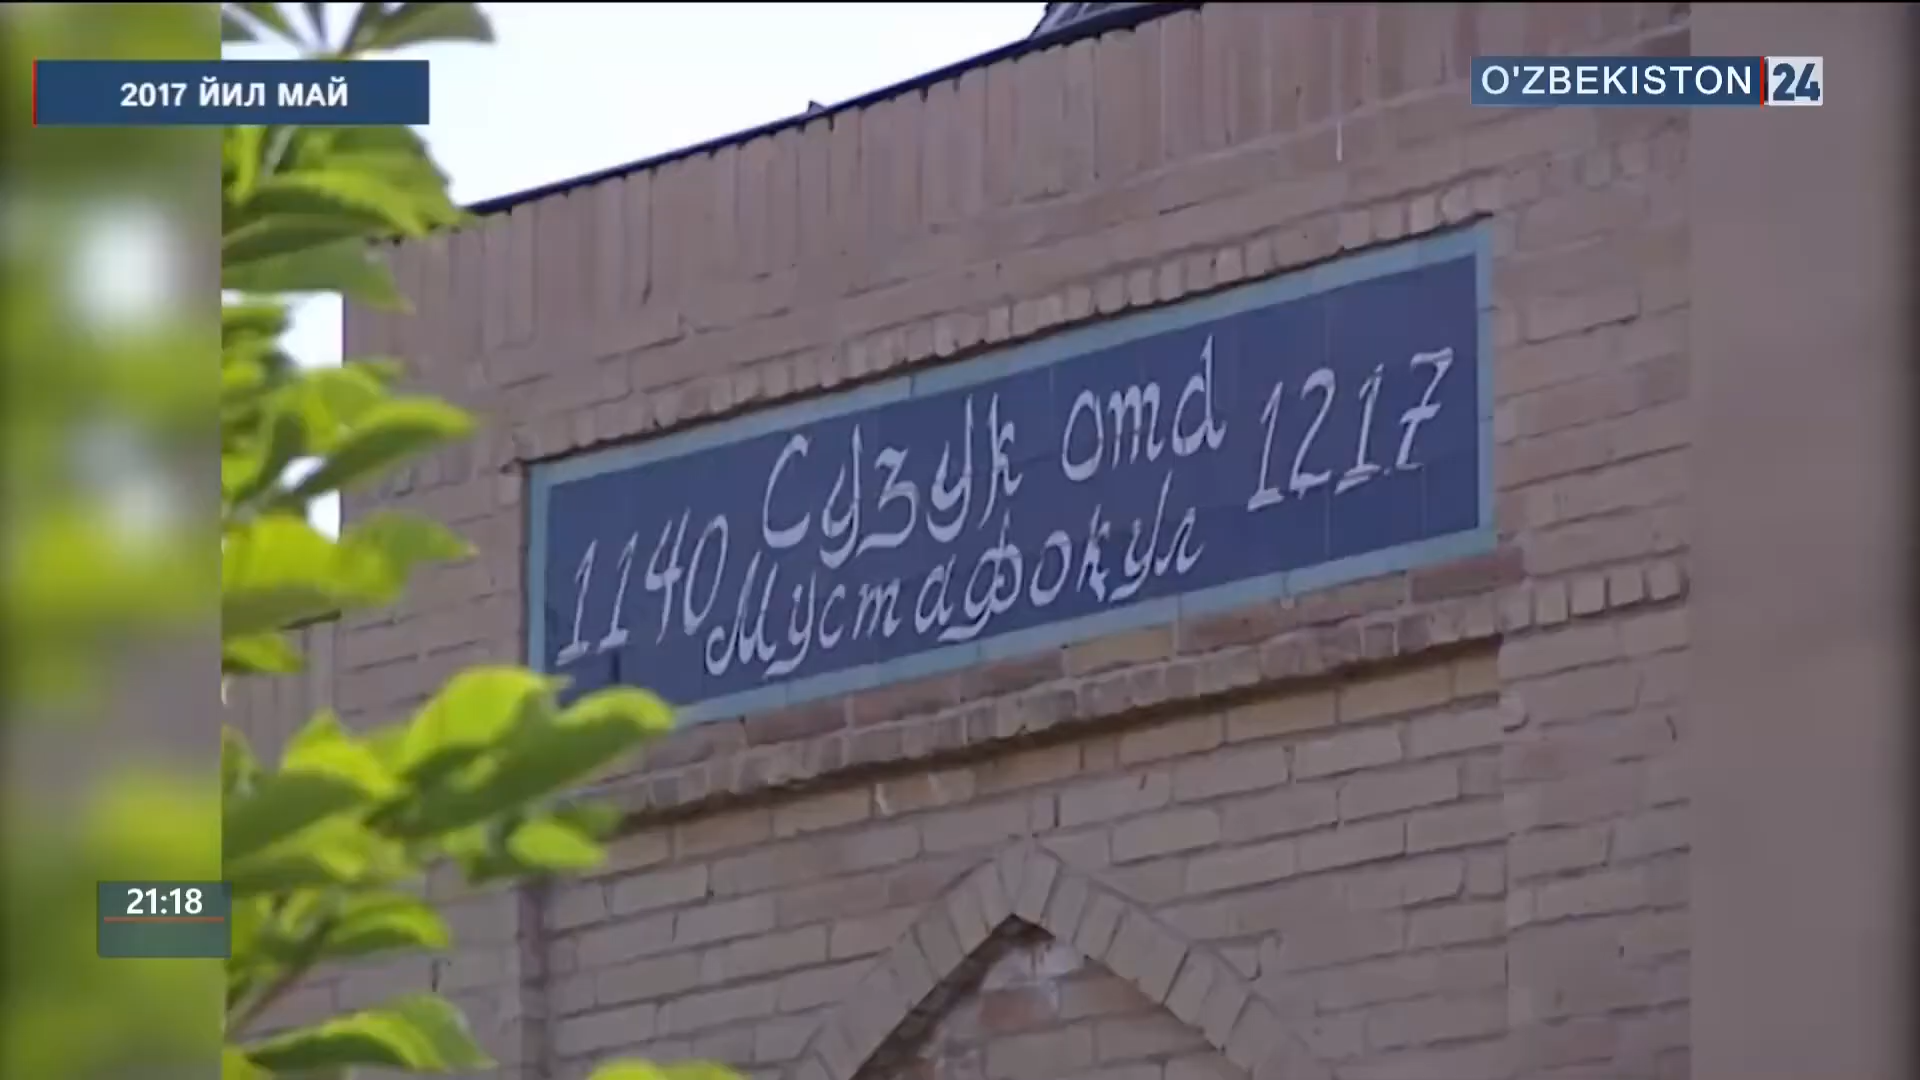 2017 ЙИЛ МАЙ
O'ZBEKISTON 24
1140 Сузук ота 1217
Мустафокул
21:18